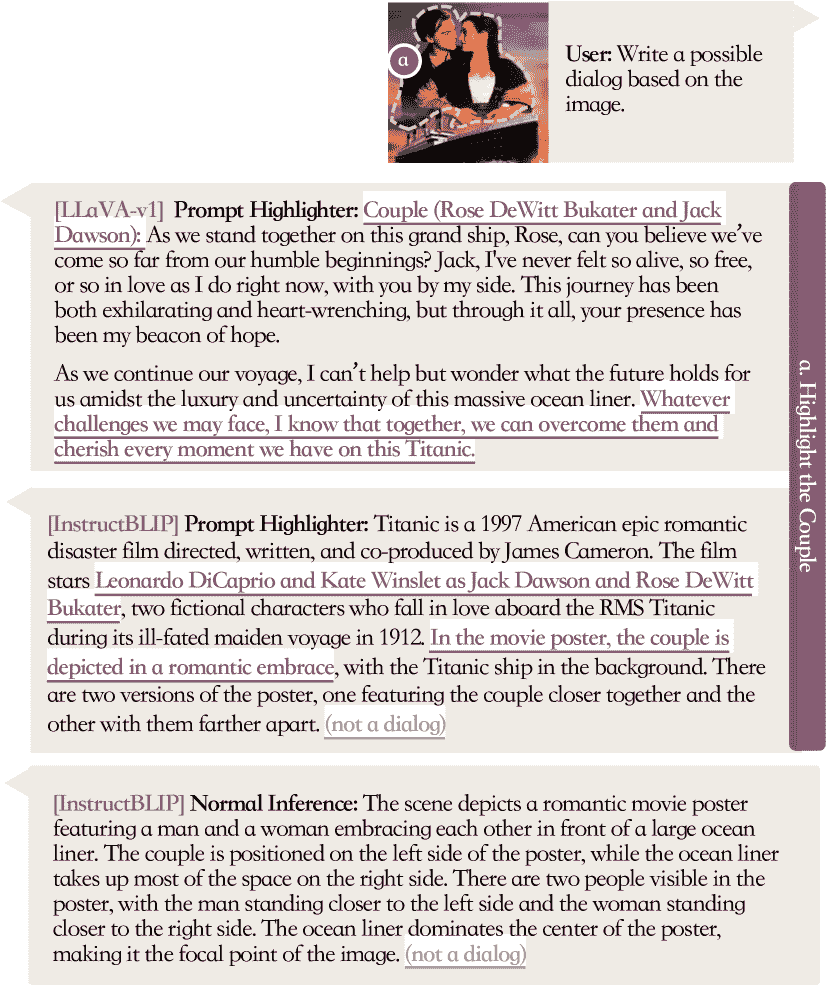 a
User: Write a possible
dialog based on the
image.
[LLaVA-v1] Prompt Highlighter: Couple (Rose DeWitt Bukater and Jack
Dawson): As we stand together on this grand ship, Rose, can you believe we’ve
come so far from our humble beginnings? Jack, I've never felt so alive, so free,
or so in love as I do right now, with you by my side. This journey has been
both exhilarating and heart-wrenching, but through it all, your presence has
been my beacon of hope.
As we continue our voyage, I can’t help but wonder what the future holds for
us amidst the luxury and uncertainty of this massive ocean liner. Whatever
challenges we may face, I know that together, we can overcome them and
cherish every moment we have on this Titanic.
a. Highlight the Couple
[InstructBLIP] Prompt Highlighter: Titanic is a 1997 American epic romantic
disaster film directed, written, and co-produced by James Cameron. The film
stars Leonardo DiCaprio and Kate Winslet as Jack Dawson and Rose DeWitt
Bukater, two fictional characters who fall in love aboard the RMS Titanic
during its ill-fated maiden voyage in 1912. In the movie poster, the couple is
depicted in a romantic embrace, with the Titanic ship in the background. There
are two versions of the poster, one featuring the couple closer together and the
other with them farther apart. (not a dialog)
[InstructBLIP] Normal Inference: The scene depicts a romantic movie poster
featuring a man and a woman embracing each other in front of a large ocean
liner. The couple is positioned on the left side of the poster, while the ocean liner
takes up most of the space on the right side. There are two people visible in the
poster, with the man standing closer to the left side and the woman standing
closer to the right side. The ocean liner dominates the center of the poster,
making it the focal point of the image. (not a dialog)